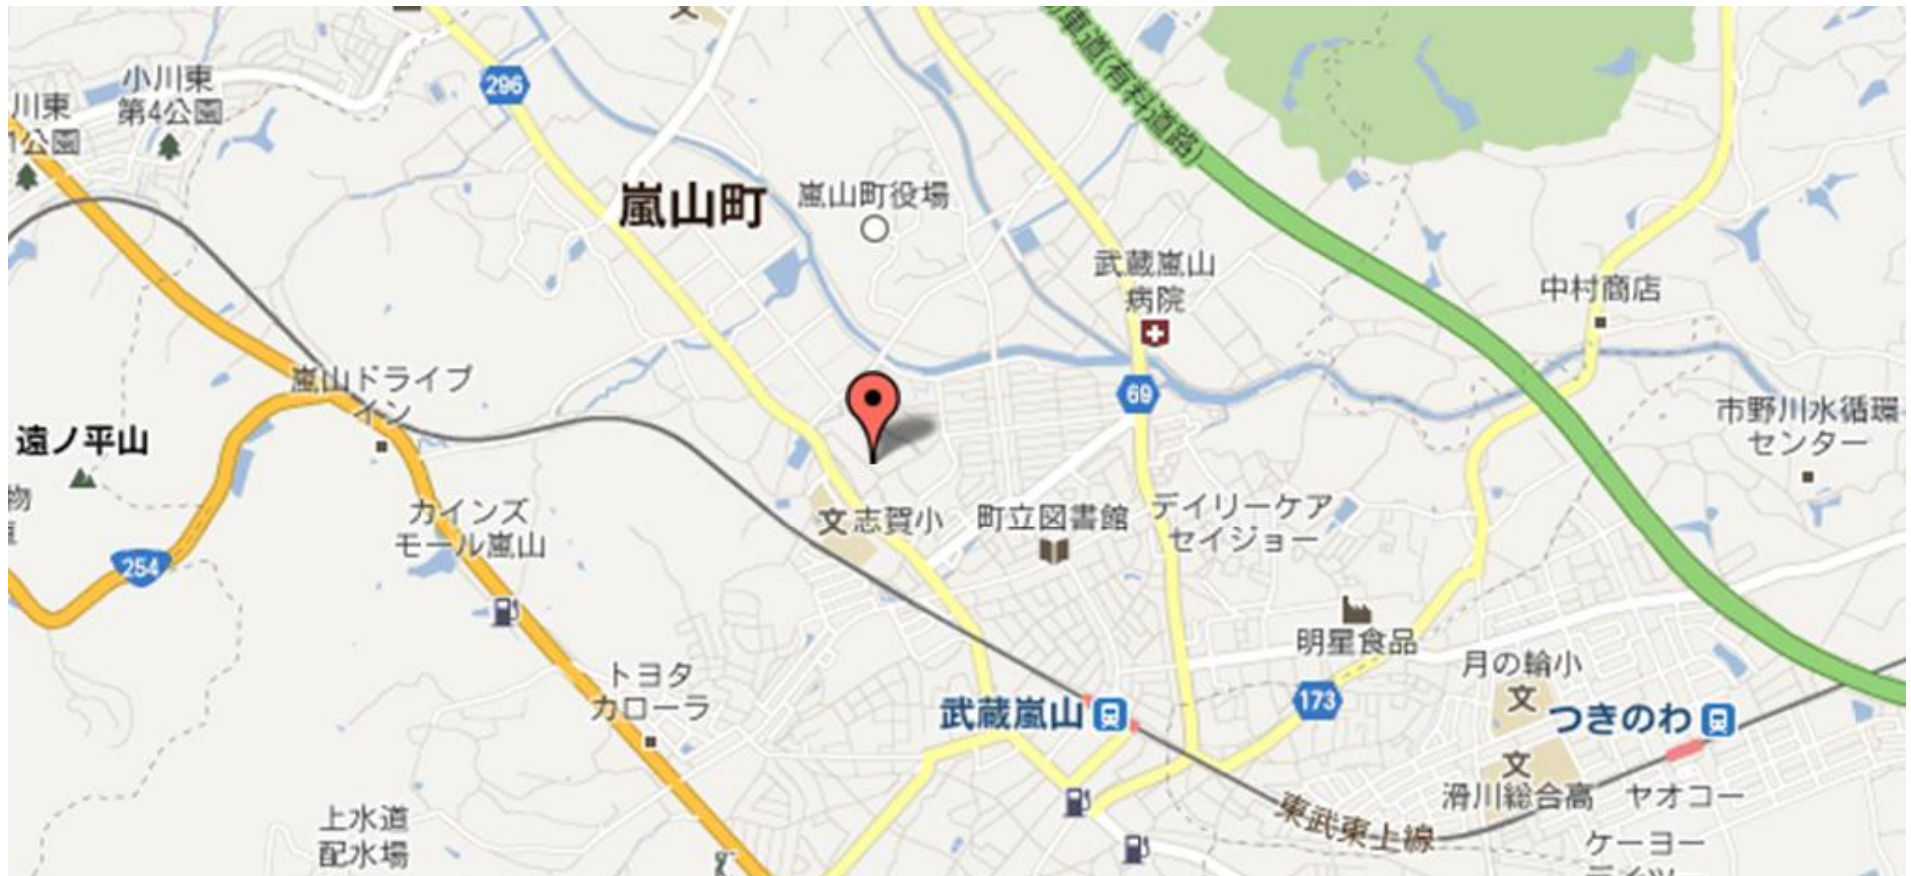 296
小川東
第4公園
川東
1公園
嵐山町
嵐山町役場
車道(有料道路)
武蔵嵐山
病院
中村商店
嵐山ドライブ
イン
69
市野川水循環
センター
遠ノ平山
物
254
カインズ
モール嵐山
文
志賀小
町立図書館
デイリーケア
セイジョー
明星食品
トヨタ
カローラ
武蔵嵐山
173
月の輪小
文
つきのわ
文
滑川総合高
ヤオコー
東武東上線
上水道
配水場
ケーヨー